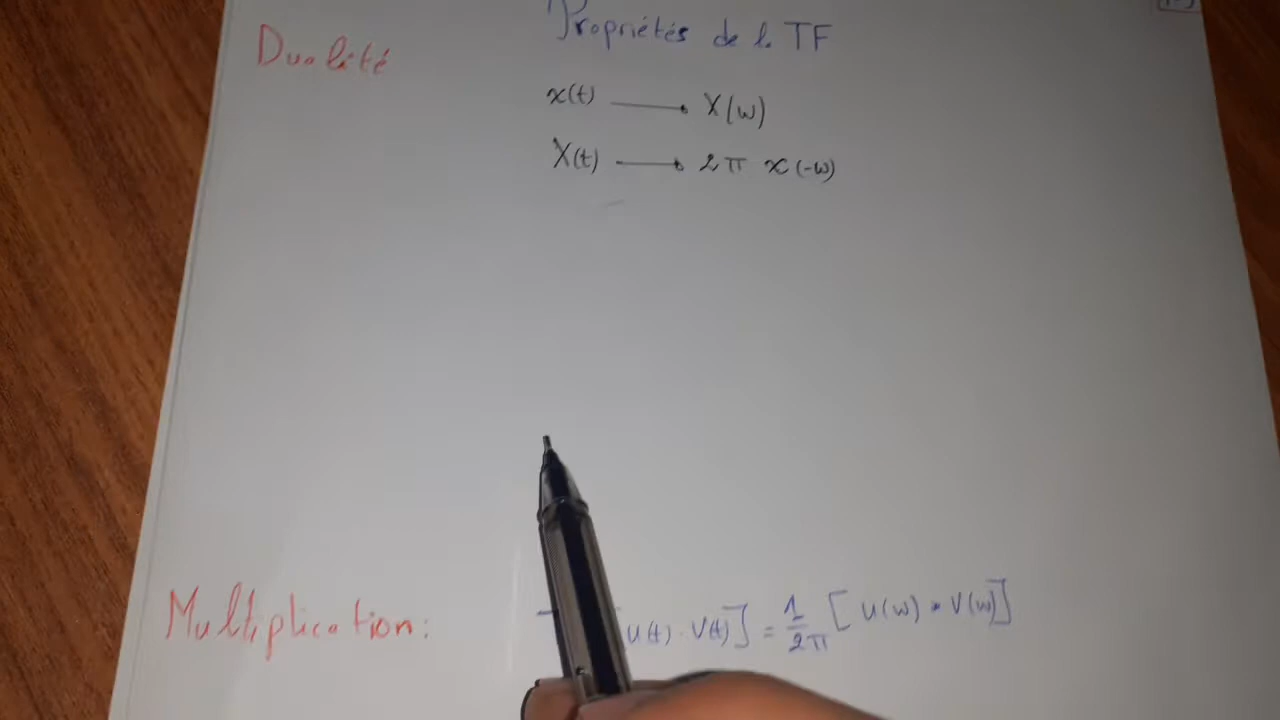 Propriétés de la TF
Dualité
x(t) → X(w)
X(t) → 2π x(-w)
Multiplication:
[u(t) . V(t)] = 1/2π [U(w) * V(w)]